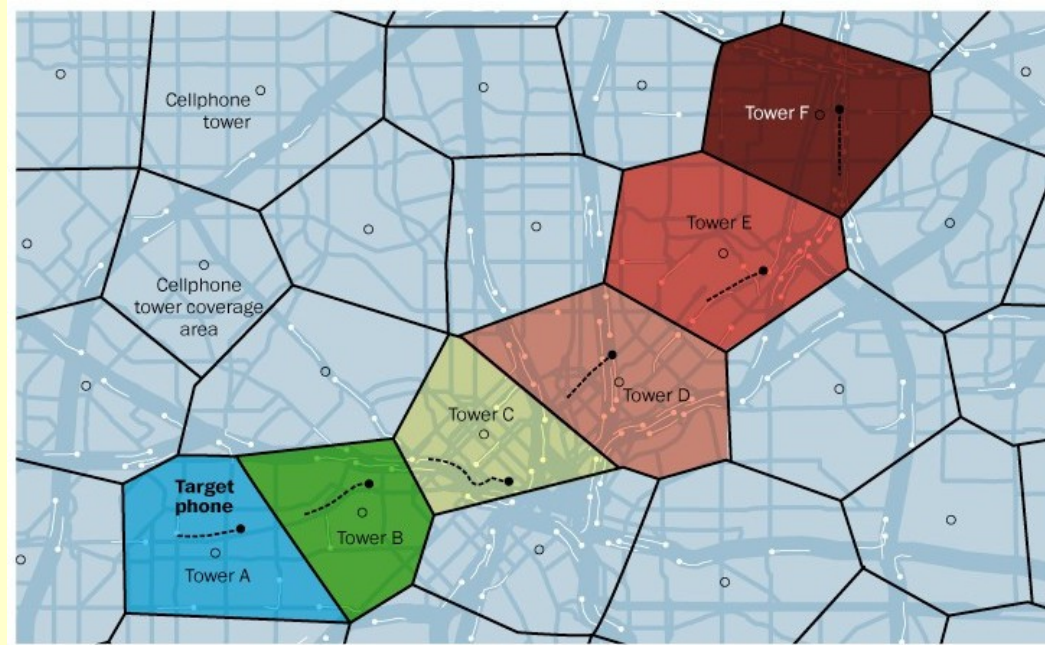 Cellphone
tower
Tower F
Tower E
Cellphone
tower coverage
area
Tower D
Tower C
Target
phone
Tower B
Tower A